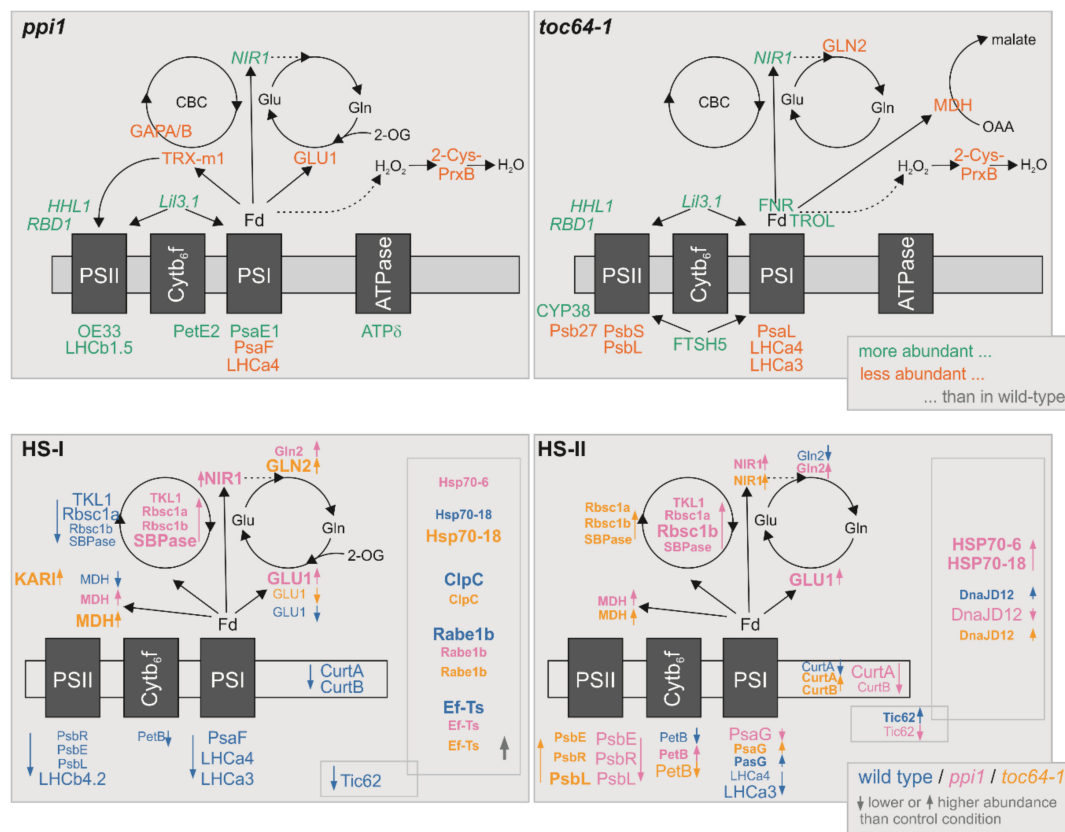 ppi1
NIR1
CBC
Glu
Gln
2-OG
GAPA/B
TRX-m1
GLU1
H2O2
2-Cys-
PrxB
H2O
HHL1
RBD1
Lil3.1
Fd
PSII
Cytb6f
PSI
ATPase
OE33
LHCb1.5
PetE2
PsaE1
PsaF
LHCa4
ATPδ
toc64-1
NIR1
GLN2
malate
CBC
Glu
Gln
MDH
OAA
H2O2
2-Cys-
PrxB
H2O
HHL1
RBD1
Lil3.1
FNR
Fd
TROL
PSII
Cytb6f
PSI
ATPase
CYP38
Psb27
PsbS
PsbL
FTSH5
PsaL
LHCa4
LHCa3
more abundant ...
less abundant ...
... than in wild-type
HS-I
Gln2
GLN2
NIR1
TKL1
Rbsc1a
Rbsc1b
SBPase
TKL1
Rbsc1a
Rbsc1b
SBPase
Glu
Gln
2-OG
KARI
MDH
MDH
MDH
GLU1
GLU1
GLU1
Fd
PSII
Cytb6f
PSI
CurtA
CurtB
PsbR
PsbE
PsbL
LHCb4.2
PetB
PsaF
LHCa4
LHCa3
Tic62
Hsp70-6
Hsp70-18
Hsp70-18
ClpC
ClpC
Rabe1b
Rabe1b
Rabe1b
Ef-Ts
Ef-Ts
Ef-Ts
HS-II
NIR1
NIR1
Gln2
Gln2
Rbsc1a
Rbsc1b
SBPase
TKL1
Rbsc1a
Rbsc1b
SBPase
Glu
Gln
MDH
MDH
GLU1
Fd
PSII
Cytb6f
PSI
CurtA
CurtA
CurtB
CurtA
CurtB
PsbE
PsbR
PsbL
PsbE
PsbR
PsbL
PetB
PetB
PetB
PsaG
PsaG
PasG
LHCa4
LHCa3
HSP70-6
HSP70-18
DnaJD12
DnaJD12
DnaJD12
Tic62
Tic62
wild type / ppi1 / toc64-1
lower or higher abundance
than control condition